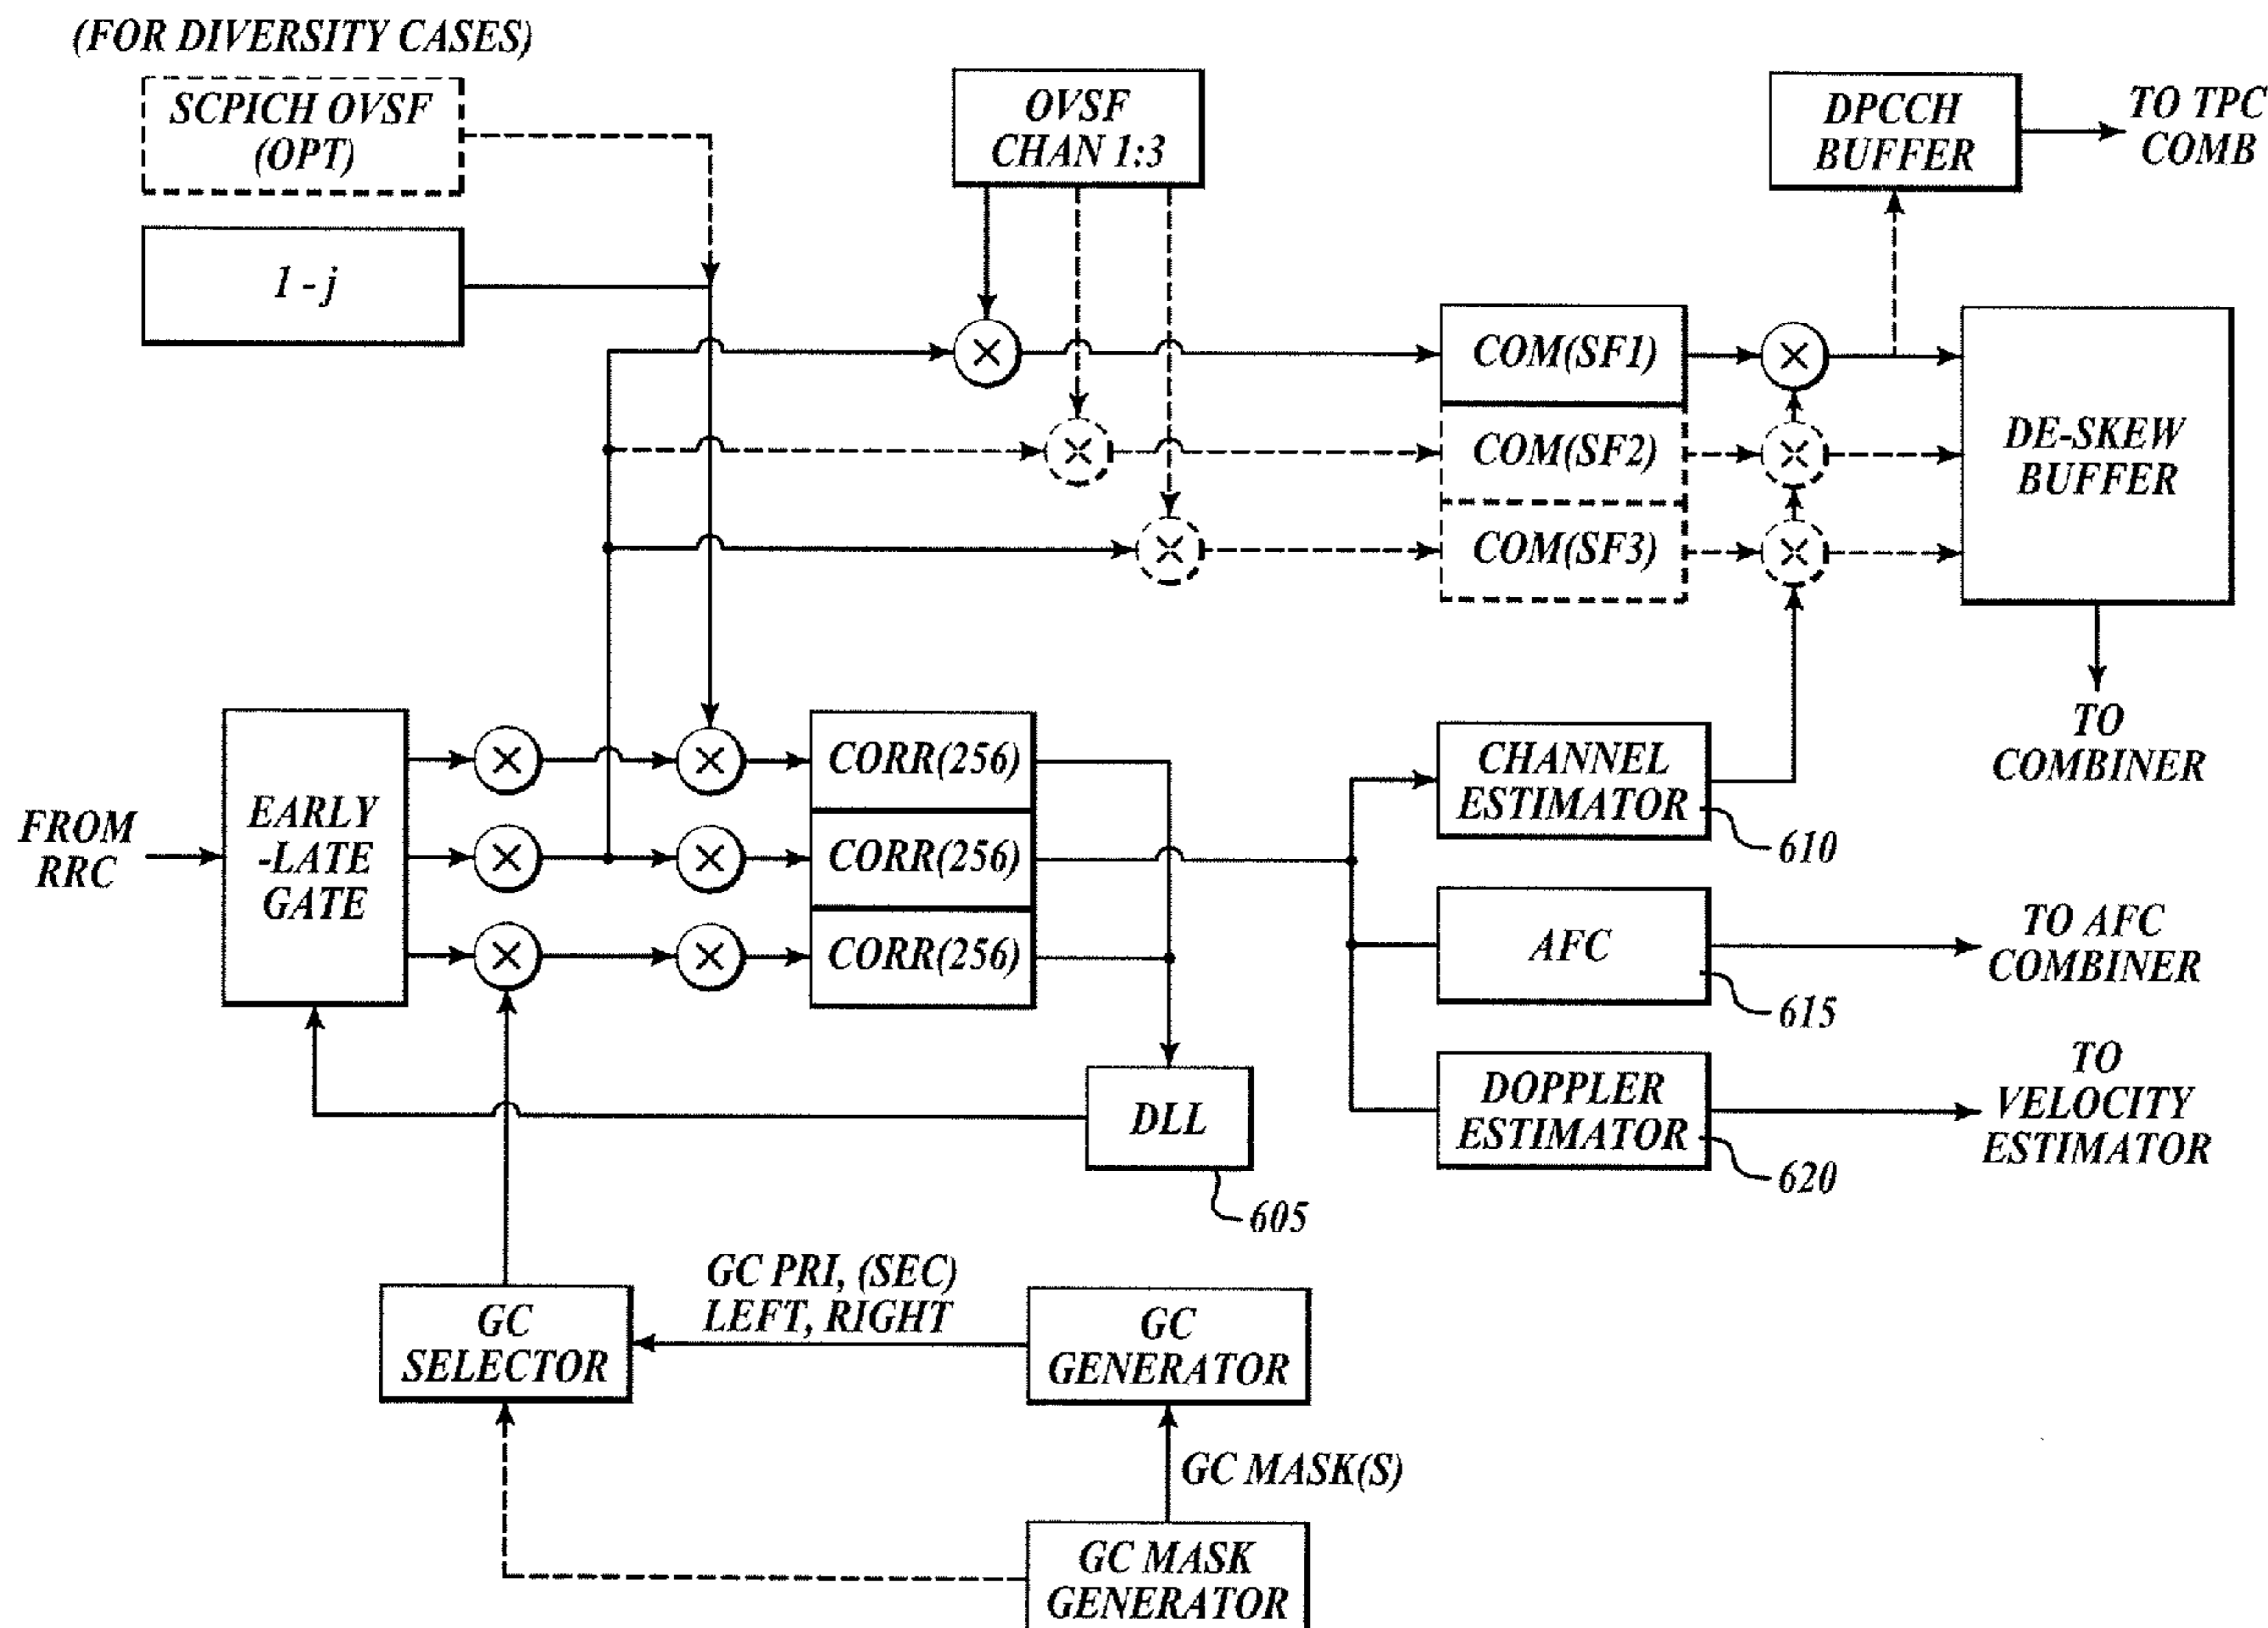 (FOR DIVERSITY CASES)
SCPICH OVSF
(OPT)
1 - j
OVSF
CHAN 1:3
DPCCH
BUFFER
TO TPC
COMB
COM(SF1)
COM(SF2)
COM(SF3)
DE-SKEW
BUFFER
TO
COMBINER
FROM
RRC
EARLY
-LATE
GATE
CORR(256)
CORR(256)
CORR(256)
CHANNEL
ESTIMATOR
610
AFC
615
TO AFC
COMBINER
DOPPLER
ESTIMATOR
620
TO
VELOCITY
ESTIMATOR
DLL
605
GC
SELECTOR
GC PRI, (SEC)
LEFT, RIGHT
GC
GENERATOR
GC MASK(S)
GC MASK
GENERATOR